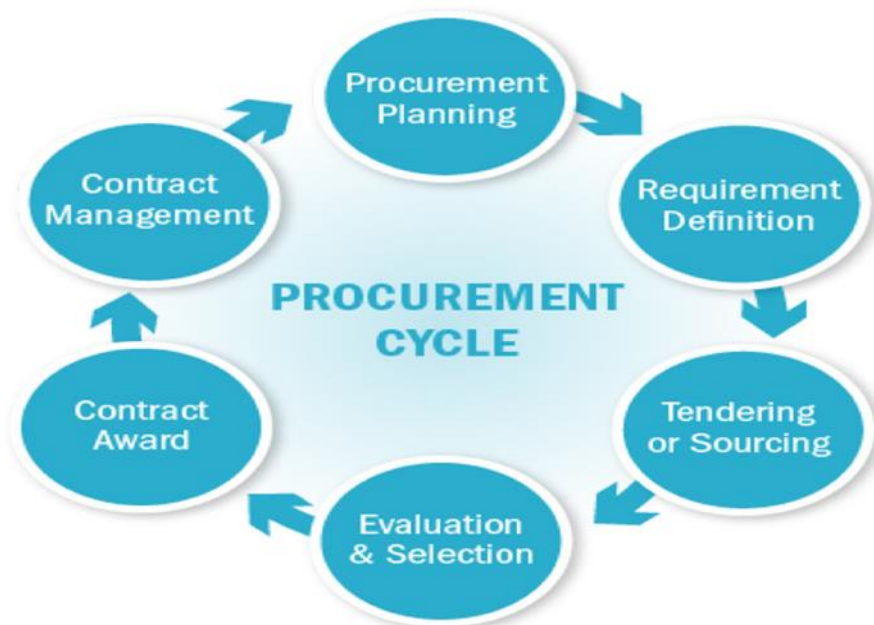 Procurement
Planning
Requirement
Definition
Tendering
or Sourcing
Evaluation
& Selection
Contract
Award
Contract
Management
PROCUREMENT
CYCLE